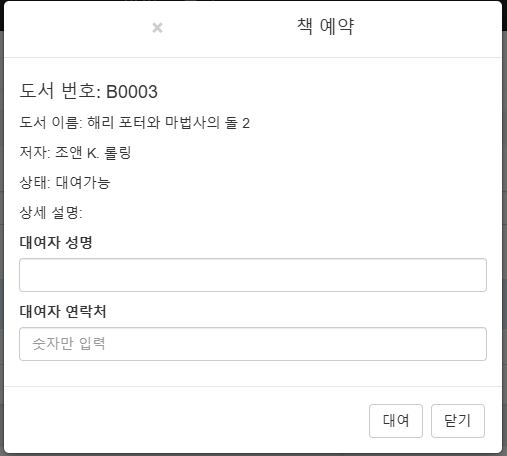 ×
책 예약
도서 번호: B0003
도서 이름: 해리 포터와 마법사의 돌 2
저자: 조앤 K. 롤링
상태: 대여가능
상세 설명:
대여자 성명
대여자 연락처
숫자만 입력
대여 닫기